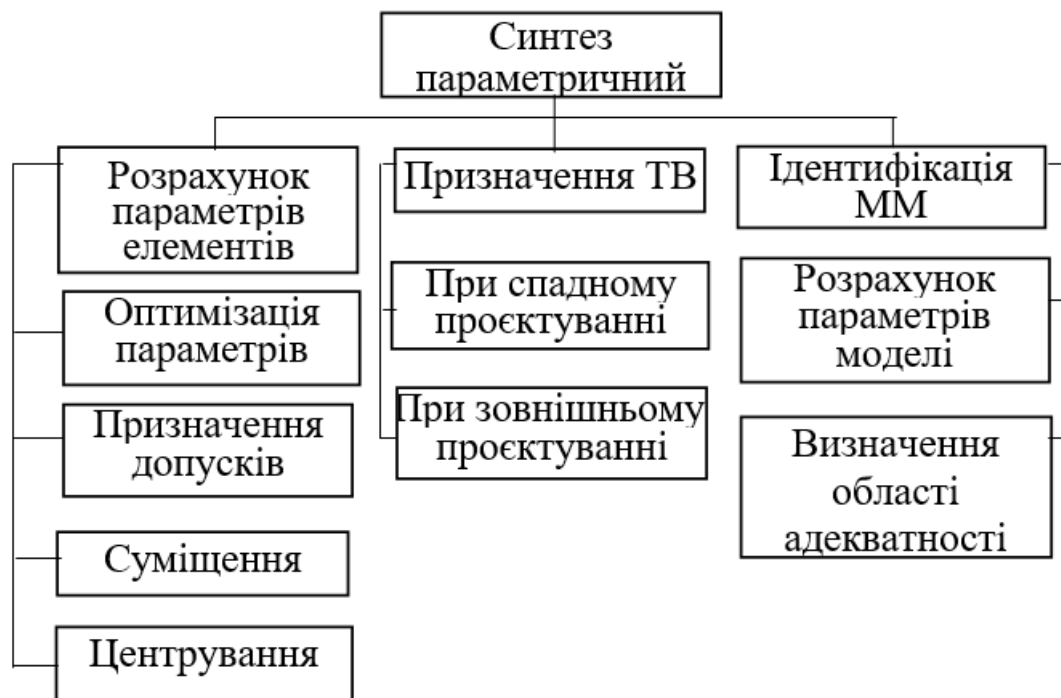 Синтез
параметричний
Розрахунок
параметрів
елементів
Оптимізація
параметрів
Призначення
допусків
Суміщення
Центрування
Призначення ТВ
При спадному
проєктуванні
При зовнішньому
проєктуванні
Ідентифікація
ММ
Розрахунок
параметрів
моделі
Визначення
області
адекватності